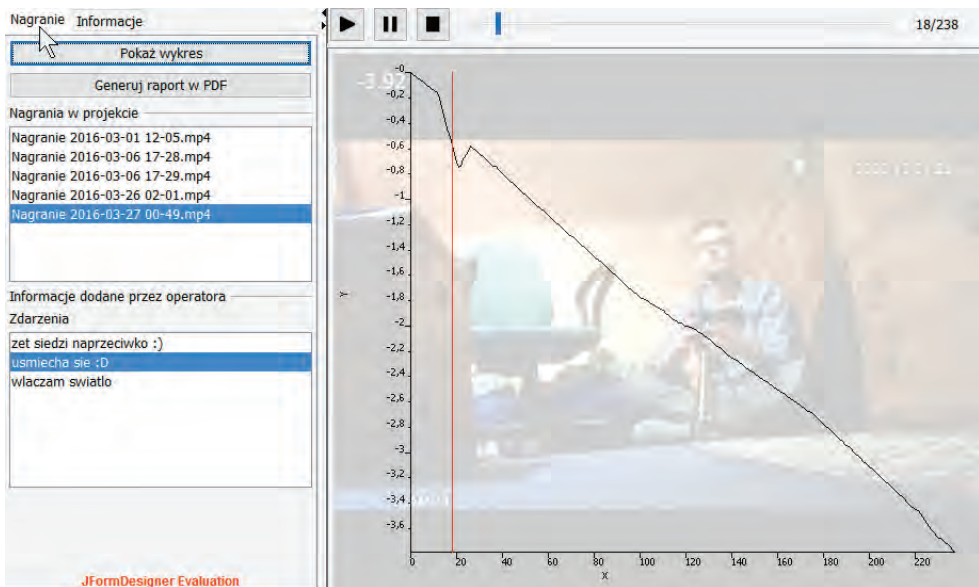 Nagranie Informacje
18/238
Pokaż wykres
Generuj raport w PDF
Nagrania w projekcie
Nagranie 2016-03-01 12-05.mp4
Nagranie 2016-03-06 17-28.mp4
Nagranie 2016-03-06 17-29.mp4
Nagranie 2016-03-26 02-01.mp4
Nagranie 2016-03-27 00-49.mp4
Informacje dodane przez operatora
Zdarzenia
zet siedzi naprzeciwko :)
usmiecha sie :D
wlaczam swiatlo
JFormDesigner Evaluation
-3.92
-0
-0,2
-0,4
-0,6
-0,8
-1
-1,2
-1,4
-1,6
-1,8
-2
-2,2
-2,4
-2,6
-2,8
-3
-3,2
-3,4
-3,6
Y
0 20 40 60 80 100 120 140 160 180 200 220
X